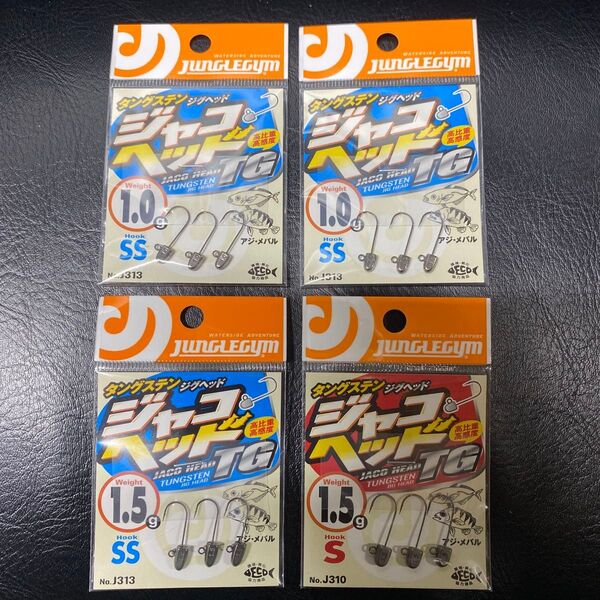 WATERSIDE ADVENTURE
JUNGLEGYM
タングステン ジグヘッド
ジャコ
ヘッド TG
高比重
高感度
JACO HEAD
TUNGSTEN
JIG HEAD
Weight
1.0g
Hook
SS
アジ・メバル
No.J313
ECO
WATERSIDE ADVENTURE
JUNGLEGYM
タングステン ジグヘッド
ジャコ
ヘッド TG
高比重
高感度
JACO HEAD
TUNGSTEN
JIG HEAD
Weight
1.0g
Hook
SS
アジ・メバル
No.J313
ECO
WATERSIDE ADVENTURE
JUNGLEGYM
タングステン ジグヘッド
ジャコ
ヘッド TG
高比重
高感度
JACO HEAD
TUNGSTEN
JIG HEAD
Weight
1.5g
Hook
SS
アジ・メバル
No.J313
ECO
WATERSIDE ADVENTURE
JUNGLEGYM
タングステン ジグヘッド
ジャコ
ヘッド TG
高比重
高感度
JACO HEAD
TUNGSTEN
JIG HEAD
Weight
1.5g
Hook
S
アジ・メバル
No.J310
ECO